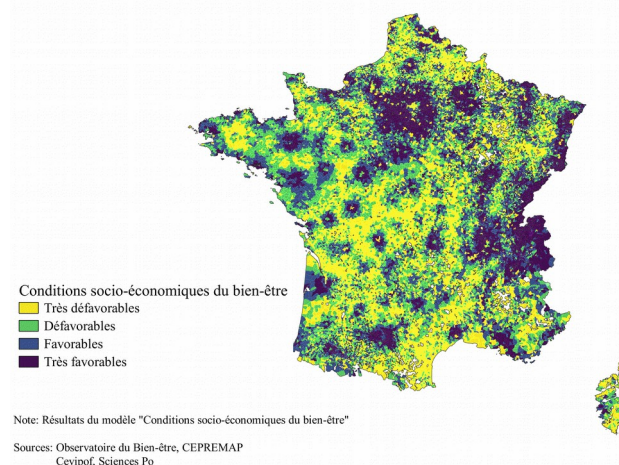 Conditions socio-économiques du bien-être
Très défavorables
Défavorables
Favorables
Très favorables
Note: Résultats du modèle "Conditions socio-économiques du bien-être"
Sources: Observatoire du Bien-être, CEPREMAP
Cevipof, Sciences Po